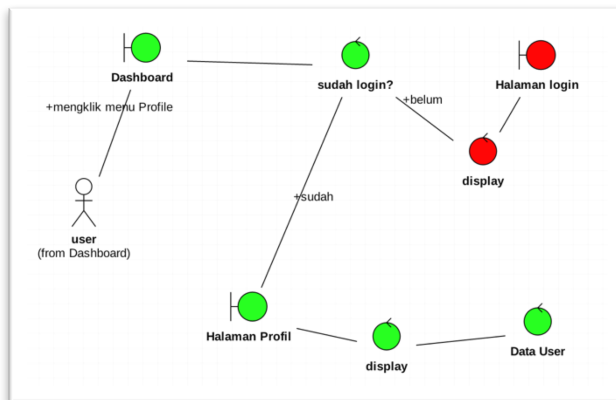 Dashboard
sudah login?
Halaman login
+belum
+mengklik menu Profile
display
+sudah
user
(from Dashboard)
Halaman Profil
display
Data User